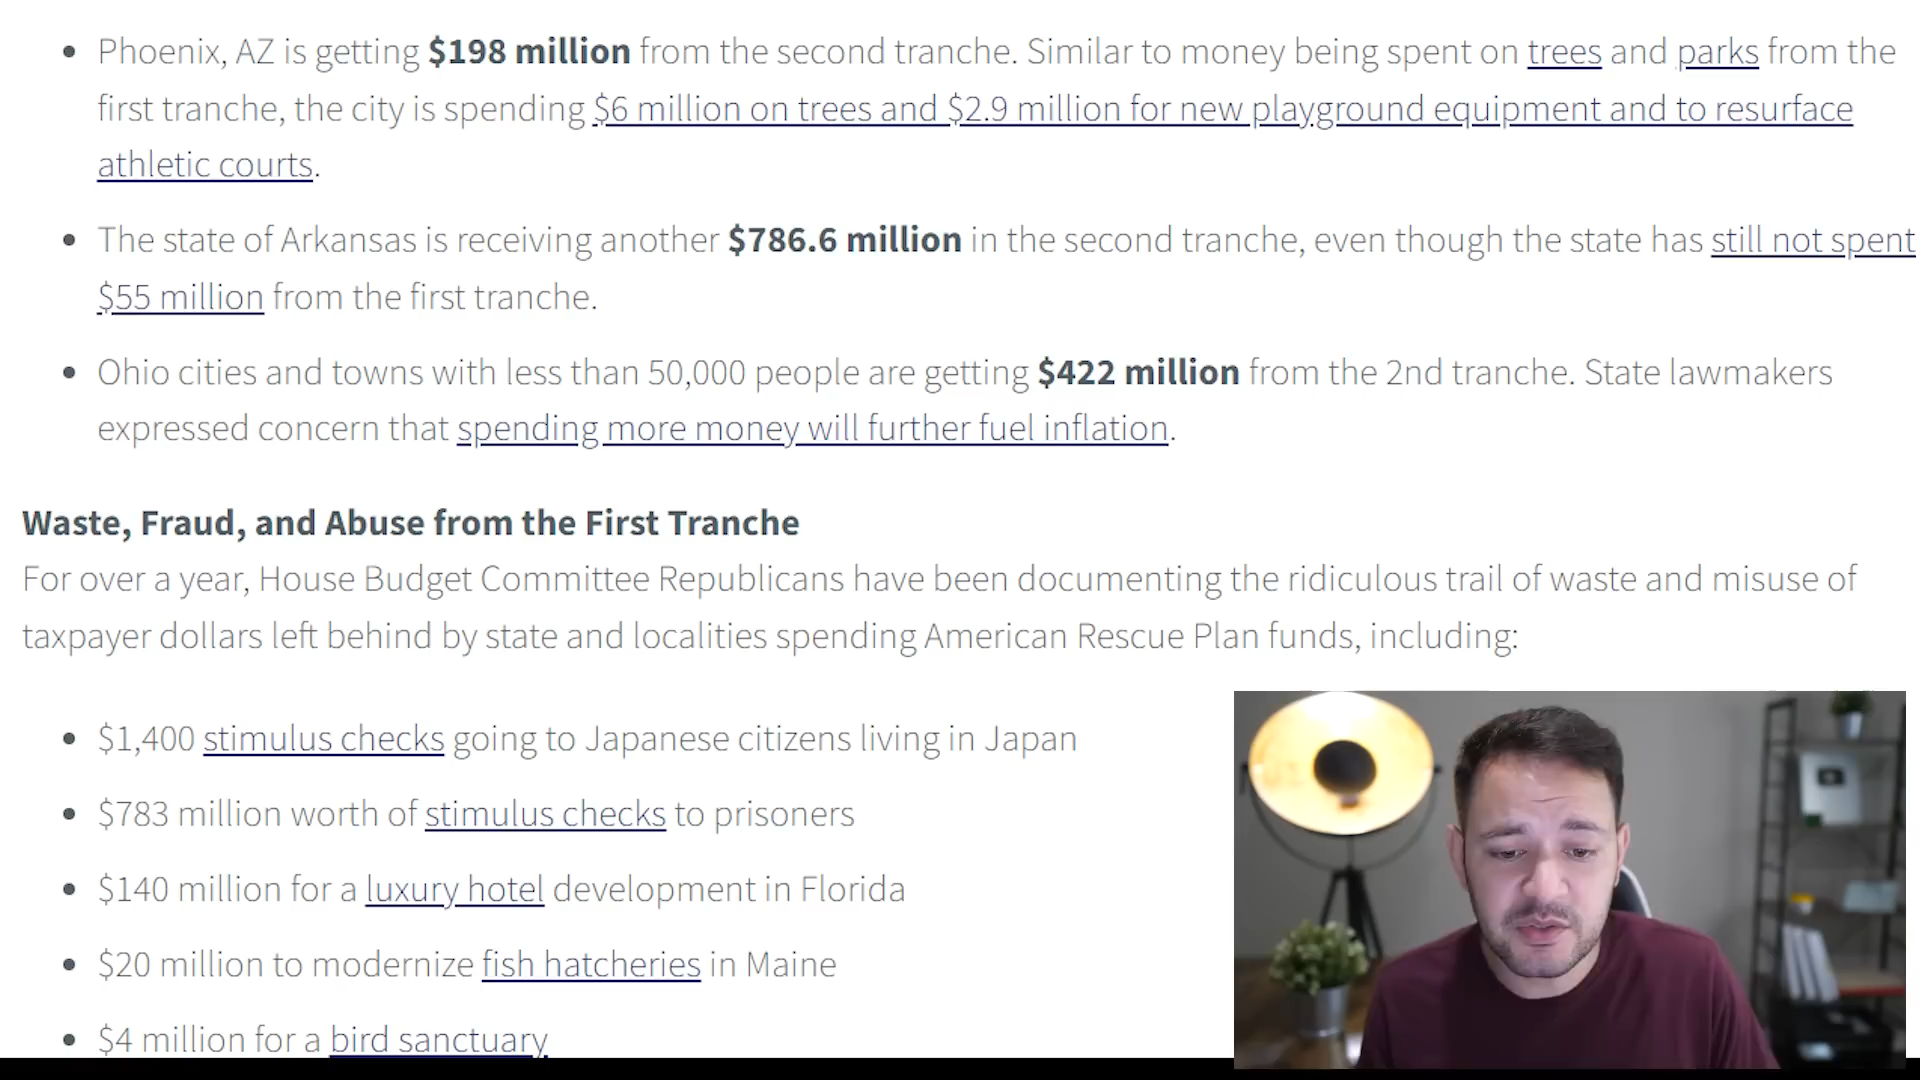 Phoenix, AZ is getting $198 million from the second tranche. Similar to money being spent on trees and parks from the
first tranche, the city is spending $6 million on trees and $2.9 million for new playground equipment and to resurface
athletic courts.
The state of Arkansas is receiving another $786.6 million in the second tranche, even though the state has still not spent
$55 million from the first tranche.
Ohio cities and towns with less than 50,000 people are getting $422 million from the 2nd tranche. State lawmakers
expressed concern that spending more money will further fuel inflation.
Waste, Fraud, and Abuse from the First Tranche
For over a year, House Budget Committee Republicans have been documenting the ridiculous trail of waste and misuse of
taxpayer dollars left behind by state and localities spending American Rescue Plan funds, including:
$1,400 stimulus checks going to Japanese citizens living in Japan
$783 million worth of stimulus checks to prisoners
$140 million for a luxury hotel development in Florida
$20 million to modernize fish hatcheries in Maine
$4 million for a bird sanctuary